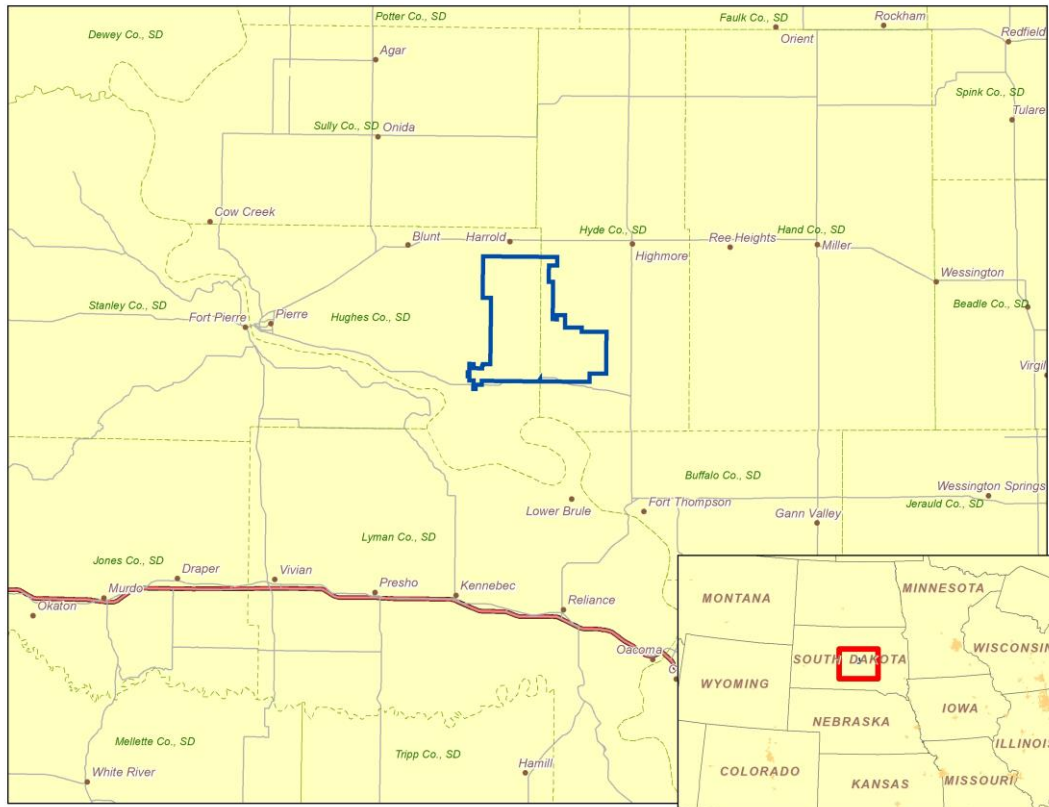 Potter Co., SD
Faulk Co., SD
Rockham
Dewey Co., SD
Orient
Redfield
Agar
Spink Co., SD
Tulare
Sully Co., SD
Onida
Cow Creek
Blunt
Harrold
Hyde Co., SD
Ree Heights
Hand Co., SD
Highmore
Miller
Wessington
Stanley Co., SD
Hughes Co., SD
Beadle Co., SD
Fort Pierre
Pierre
Virgil
Buffalo Co., SD
Wessington Springs
Lower Brule
Fort Thompson
Jerauld Co., SD
Gann Valley
Lyman Co., SD
Jones Co., SD
Draper
Vivian
Murdo
Presho
Kennebec
Okaton
Reliance
Oacoma
Mellette Co., SD
Tripp Co., SD
Hamill
White River
MONTANA
MINNESOTA
SOUTH DAKOTA
WISCONSIN
WYOMING
IOWA
NEBRASKA
ILLINOIS
COLORADO
KANSAS
MISSOURI